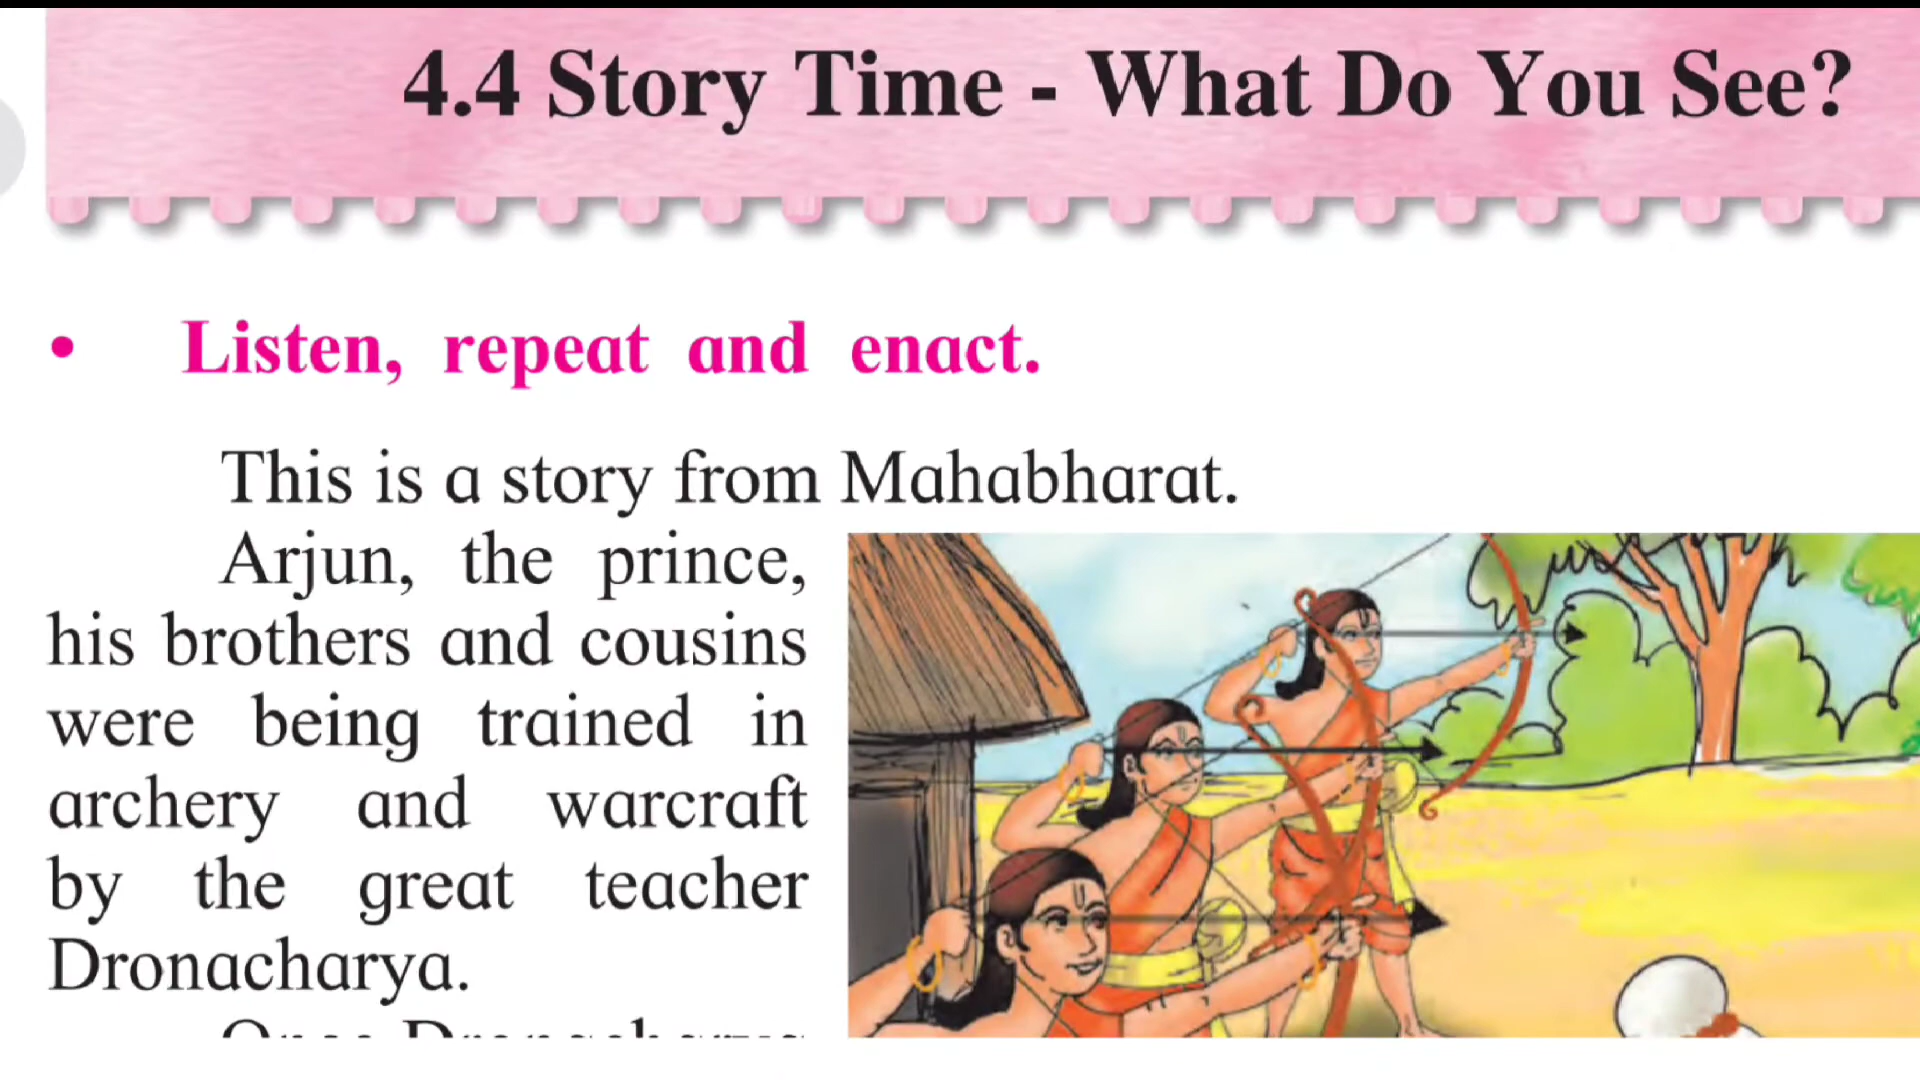 4.4 Story Time - What Do You See?
• Listen, repeat and enact.
This is a story from Mahabharat.
Arjun, the prince,
his brothers and cousins
were being trained in
archery and warcraft
by the great teacher
Dronacharya.